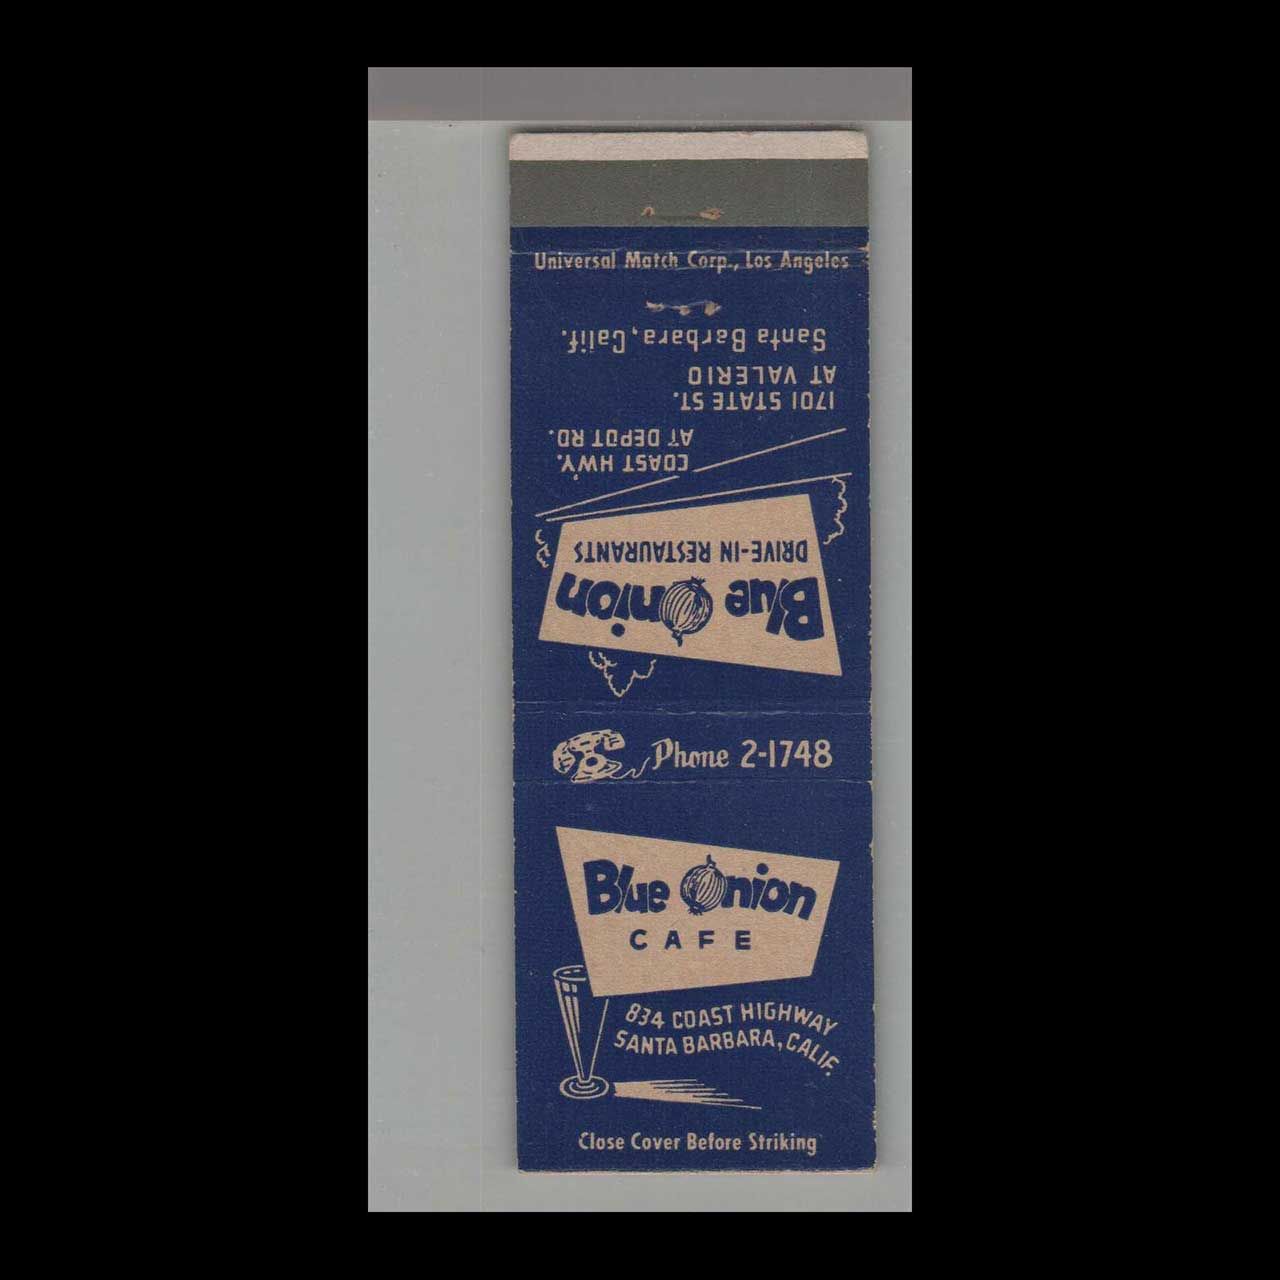 Universal Match Corp., Los Angeles
Blue Onion
DRIVE-IN RESTAURANTS
COAST HW'Y.
AT DEPOT RD.
1701 STATE ST.
AT VALERIO
Santa Barbara, Calif.
Phone 2-1748
Blue Onion
CAFE
834 COAST HIGHWAY
SANTA BARBARA, CALIF.
Close Cover Before Striking